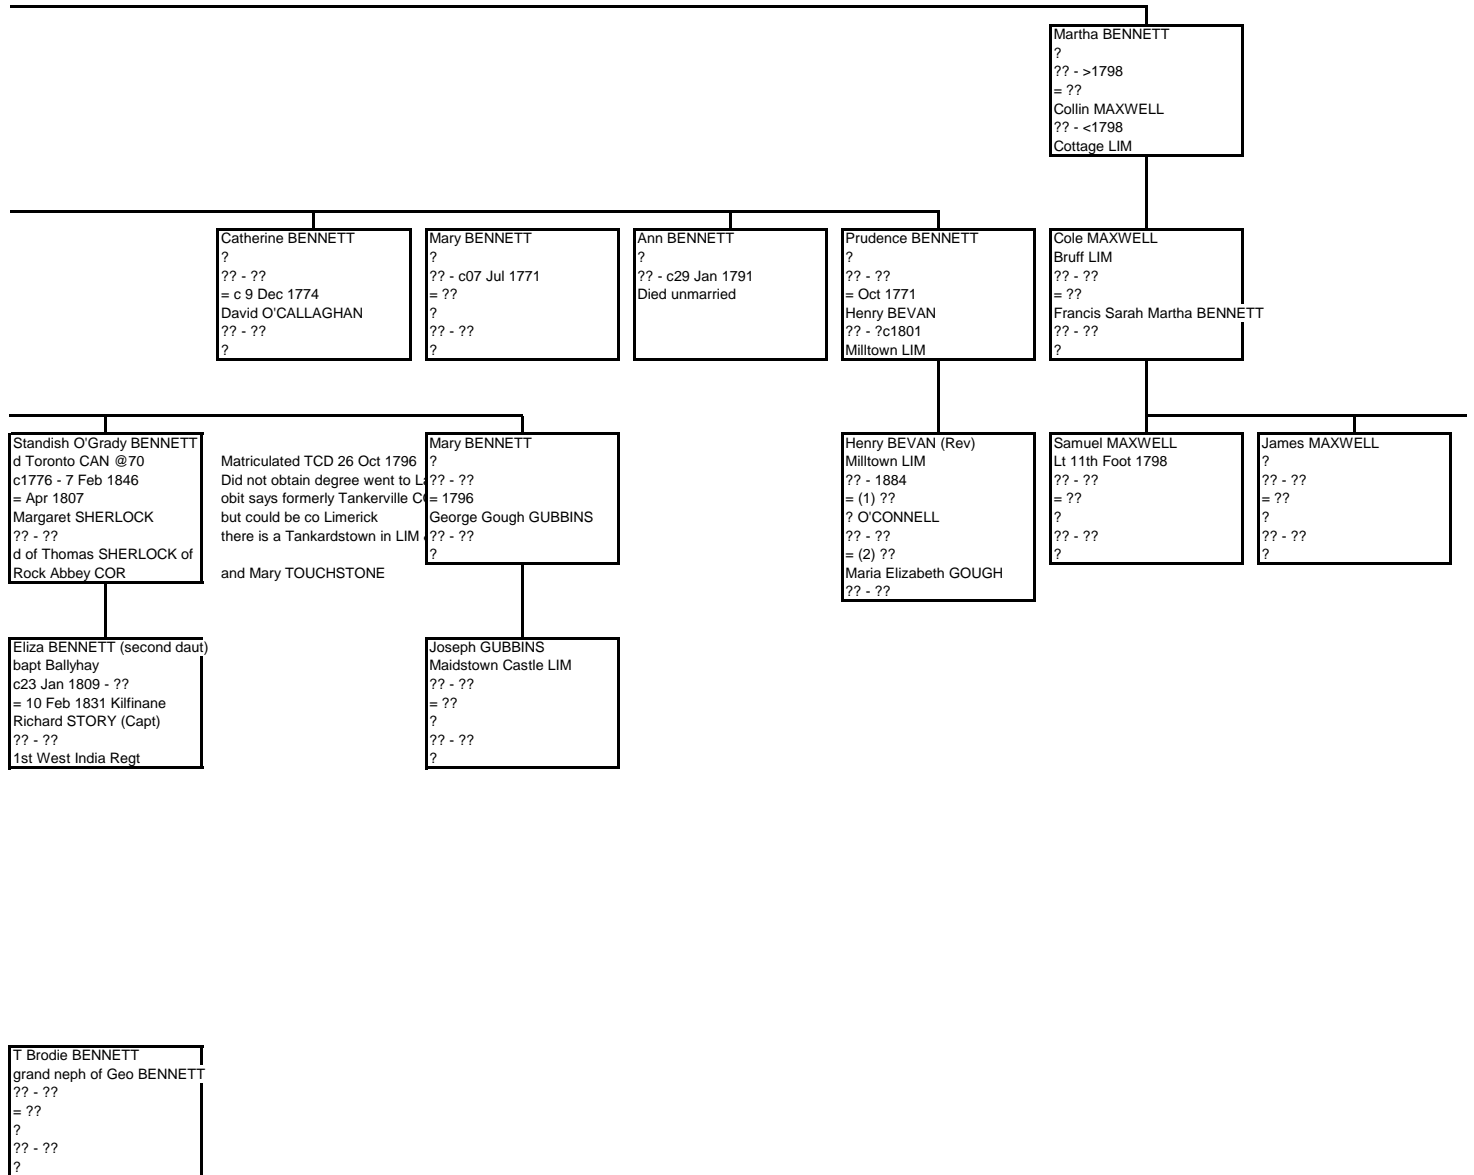 Martha BENNETT
?
?? - >1798
= ??
Collin MAXWELL
?? - <1798
Cottage LIM
Catherine BENNETT
?
?? - ??
= c 9 Dec 1774
David O'CALLAGHAN
?? - ??
?
Mary BENNETT
?
?? - c07 Jul 1771
= ??
?
?? - ??
?
Ann BENNETT
?
?? - c29 Jan 1791
Died unmarried
Prudence BENNETT
?
?? - ??
= Oct 1771
Henry BEVAN
?? - ?c1801
Milltown LIM
Cole MAXWELL
Bruff LIM
?? - ??
= ??
Francis Sarah Martha BENNETT
?? - ??
?
Standish O'Grady BENNETT
d Toronto CAN @70
c1776 - 7 Feb 1846
= Apr 1807
Margaret SHERLOCK
?? - ??
d of Thomas SHERLOCK of
Rock Abbey COR
Matriculated TCD 26 Oct 1796
Did not obtain degree went to
obit says formerly Tankerville
but could be co Limerick
there is a Tankardstown in LIM
and Mary TOUCHSTONE
Mary BENNETT
?
?? - ??
= 1796
George Gough GUBBINS
?? - ??
?
Henry BEVAN (Rev)
Milltown LIM
?? - 1884
= (1) ??
? O'CONNELL
?? - ??
= (2) ??
Maria Elizabeth GOUGH
?? - ??
Samuel MAXWELL
Lt 11th Foot 1798
?? - ??
= ??
?
?? - ??
?
James MAXWELL
?
?? - ??
= ??
?
?? - ??
?
Eliza BENNETT (second daut)
bapt Ballyhay
c23 Jan 1809 - ??
= 10 Feb 1831 Kilfinane
Richard STORY (Capt)
?? - ??
1st West India Regt
Joseph GUBBINS
Maidstown Castle LIM
?? - ??
= ??
?
?? - ??
?
T Brodie BENNETT
grand neph of Geo BENNETT
?? - ??
= ??
?
?? - ??
?